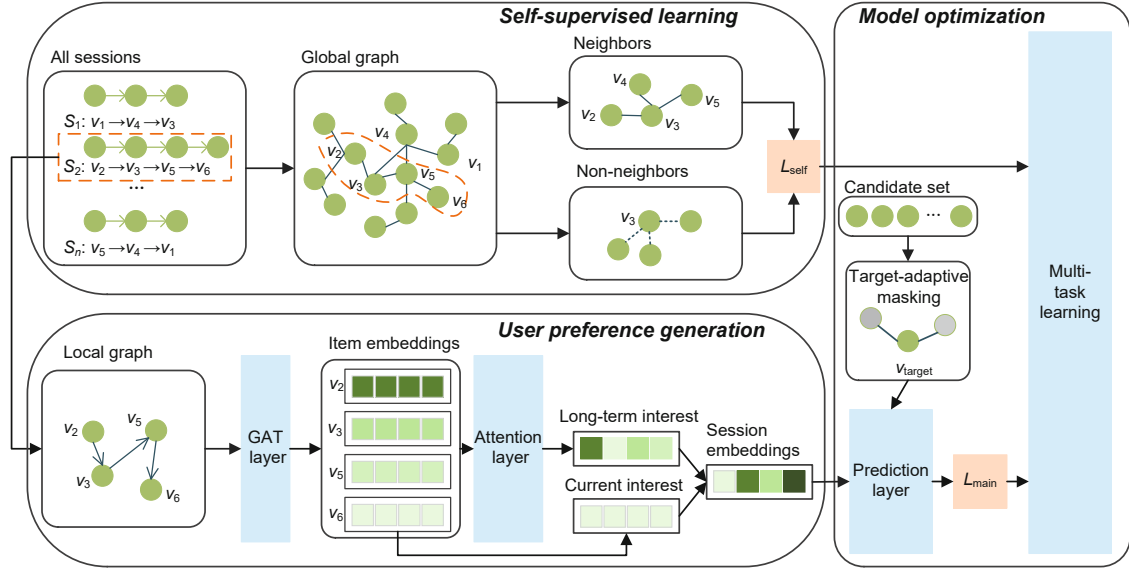 Self-supervised learning
All sessions
S1: v1→v4→v3
S2: v2→v3→v5→v6
...
Sn: v5→v4→v1
Global graph
v2
v4
v1
v3
v5
v6
Neighbors
v4
v5
v2
v3
Non-neighbors
v3
Lself
Model optimization
Candidate set
...
Target-adaptive
masking
vtarget
Multi-
task
learning
Prediction
layer
Lmain
User preference generation
Local graph
v2
v5
v3
v6
GAT
layer
Item embeddings
v2
v3
v5
v6
Attention
layer
Long-term interest
Current interest
Session
embeddings